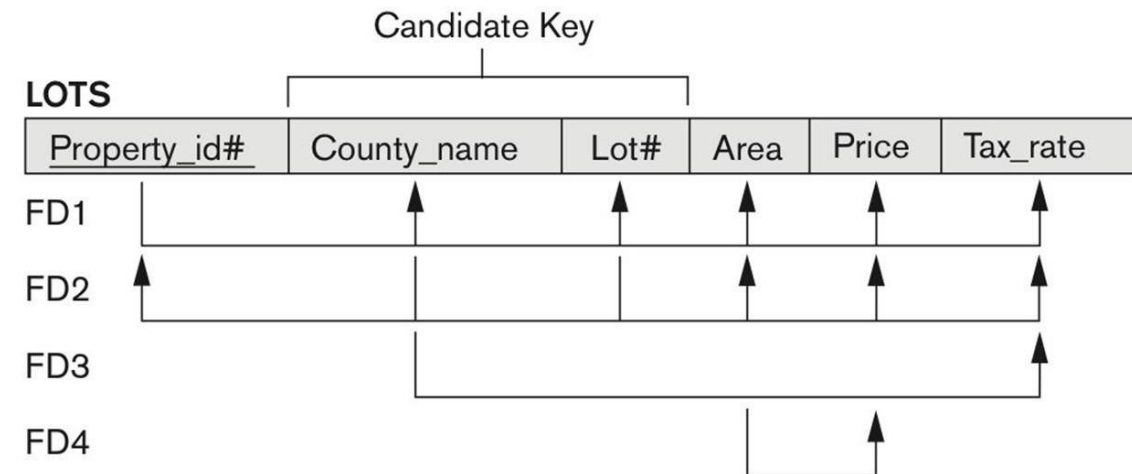 Candidate Key
LOTS
Property_id# County_name Lot# Area Price Tax_rate
FD1
FD2
FD3
FD4